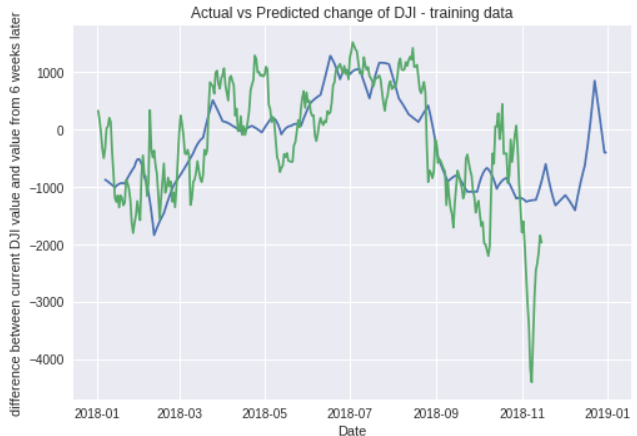 Actual vs Predicted change of DJI - training data
difference between current DJI value and value from 6 weeks later
1000
0
−1000
−2000
−3000
−4000
2018-01 2018-03 2018-05 2018-07 2018-09 2018-11 2019-01
Date